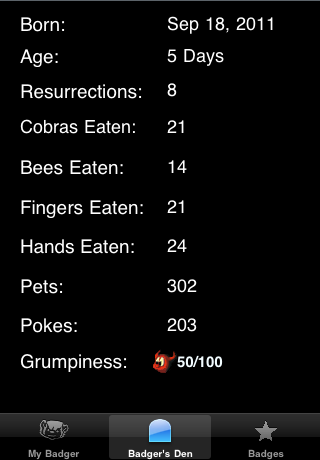 Born: Sep 18, 2011
Age: 5 Days
Resurrections: 8
Cobras Eaten: 21
Bees Eaten: 14
Fingers Eaten: 21
Hands Eaten: 24
Pets: 302
Pokes: 203
Grumpiness: 50/100
My Badger Badger's Den Badges